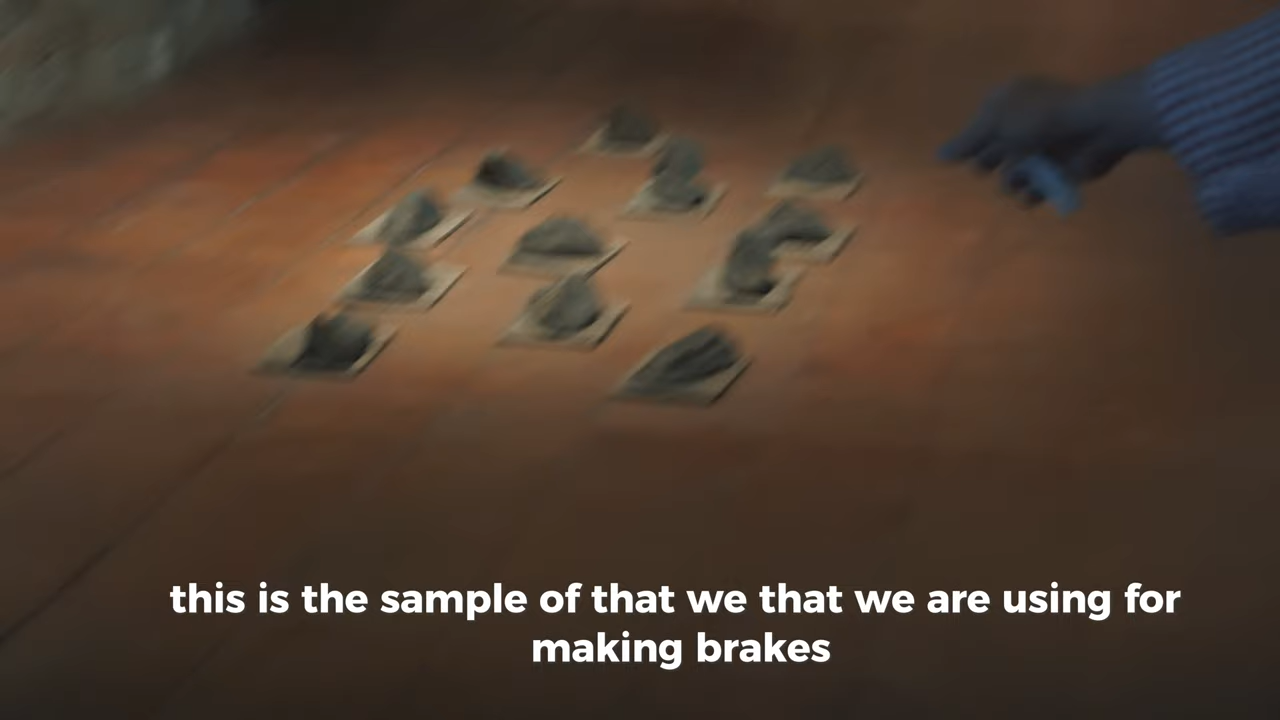 this is the sample of that we that we are using for
making brakes